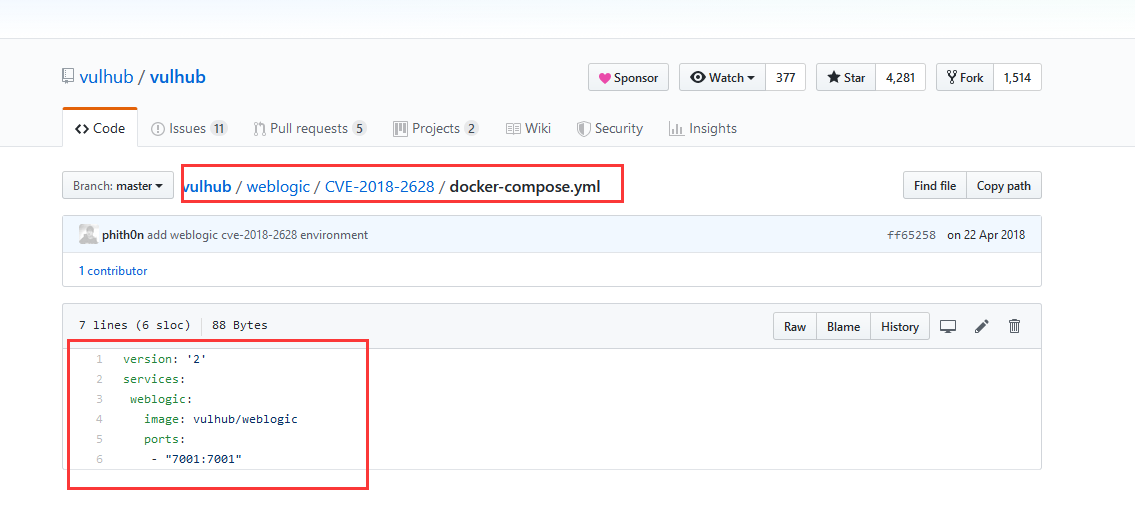 vulhub / vulhub
Sponsor Watch 377 Star 4,281 Fork 1,514
Code Issues 11 Pull requests 5 Projects 2 Wiki Security Insights
Branch: master vulhub / weblogic / CVE-2018-2628 / docker-compose.yml Find file Copy path
phith0n add weblogic cve-2018-2628 environment ff65258 on 22 Apr 2018
1 contributor
7 lines (6 sloc) 88 Bytes Raw Blame History
1 version: '2'
2 services:
3 weblogic:
4 image: vulhub/weblogic
5 ports:
6 - "7001:7001"